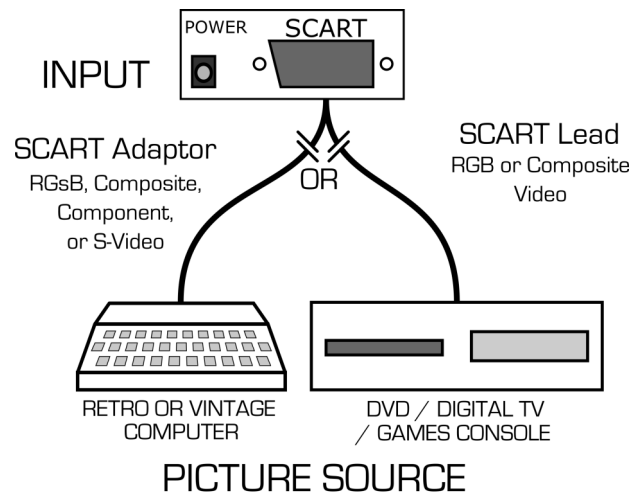 POWER
SCART
INPUT
SCART Adaptor
RGsB, Composite,
Component,
or S-Video
OR
SCART Lead
RGB or Composite
Video
RETRO OR VINTAGE
COMPUTER
DVD / DIGITAL TV
/ GAMES CONSOLE
PICTURE SOURCE